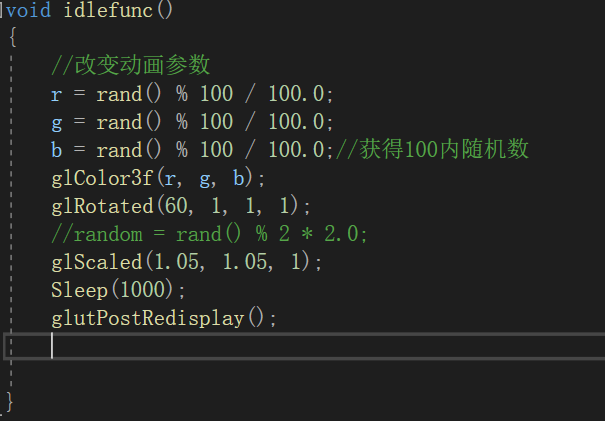 void idlefunc()
{
//改变动画参数
r = rand() % 100 / 100.0;
g = rand() % 100 / 100.0;
b = rand() % 100 / 100.0;//获得100内随机数
glColor3f(r, g, b);
glRotated(60, 1, 1, 1);
//random = rand() % 2 * 2.0;
glScaled(1.05, 1.05, 1);
Sleep(1000);
glutPostRedisplay();
}